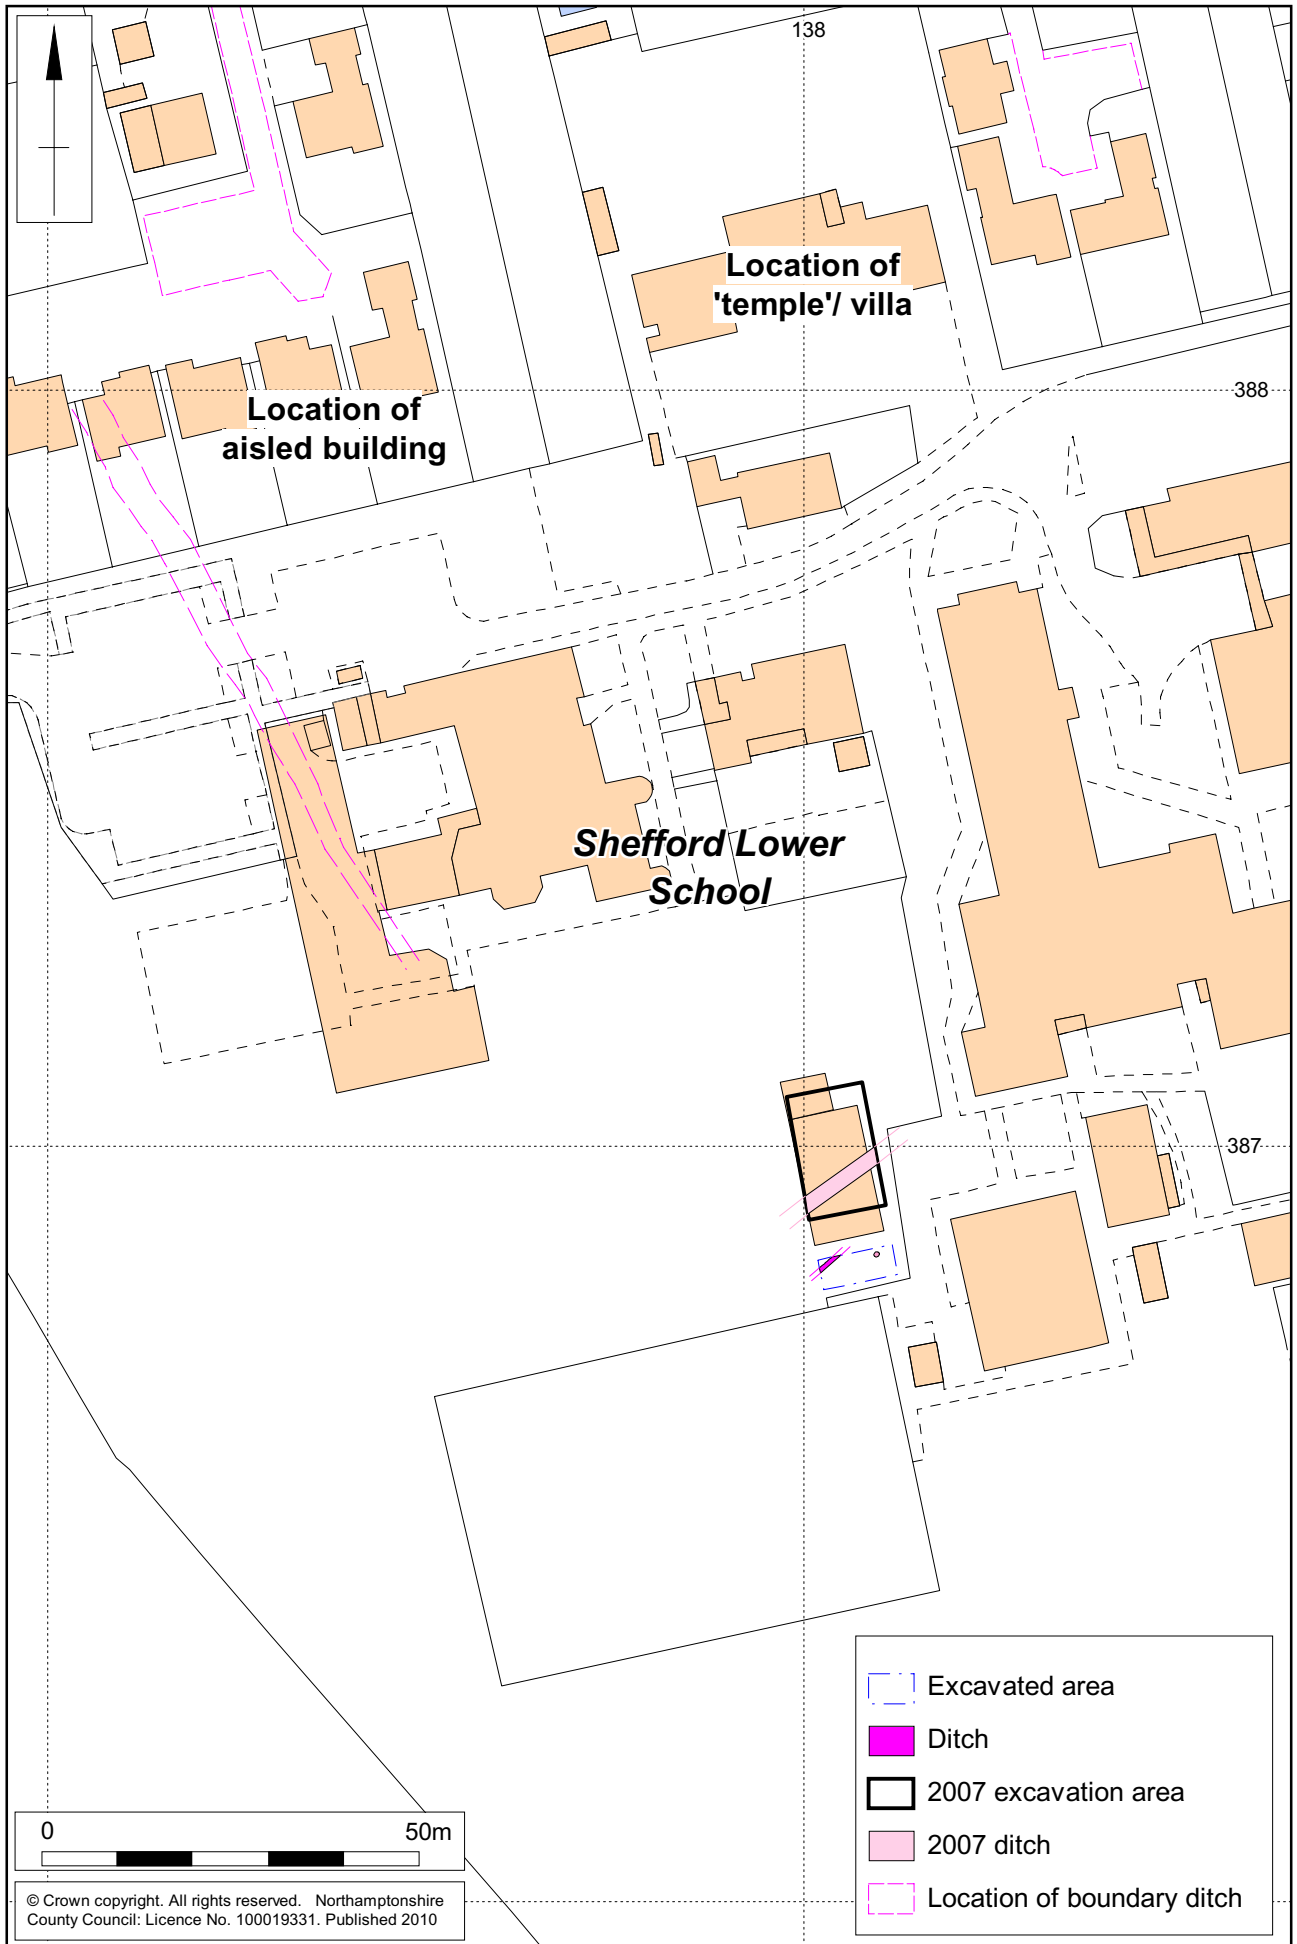 138
Location of
'temple'/ villa
388
Location of
aisled building
Shefford Lower
School
387
Excavated area
Ditch
2007 excavation area
2007 ditch
Location of boundary ditch
0 50m
© Crown copyright. All rights reserved. Northamptonshire
County Council: Licence No. 100019331. Published 2010